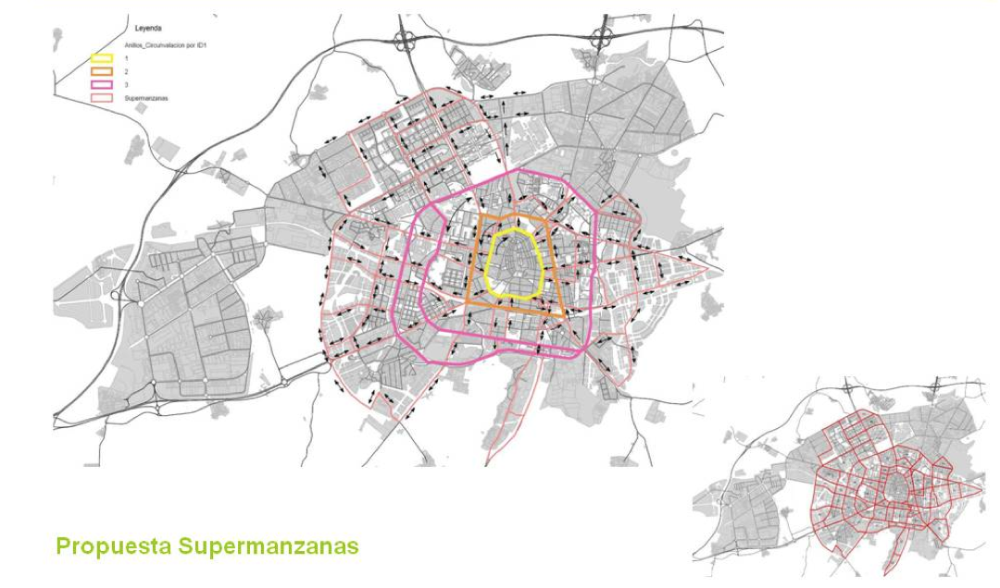 Leyenda
Anillos_Circunvalacion por ID1
1
2
3
Supermanzanas
Propuesta Supermanzanas